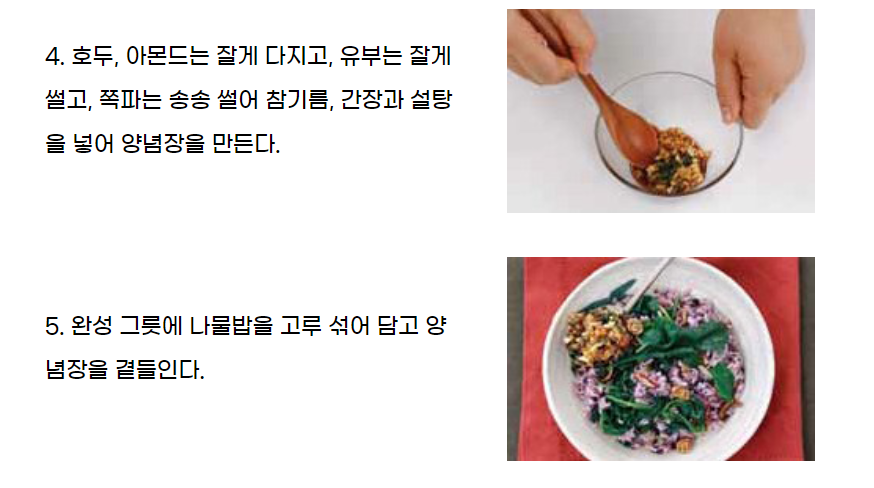 4. 호두, 아몬드는 잘게 다지고, 유부는 잘게
썰고, 쪽파는 송송 썰어 참기름, 간장과 설탕
을 넣어 양념장을 만든다.
5. 완성 그릇에 나물밥을 고루 섞어 담고 양
념장을 곁들인다.